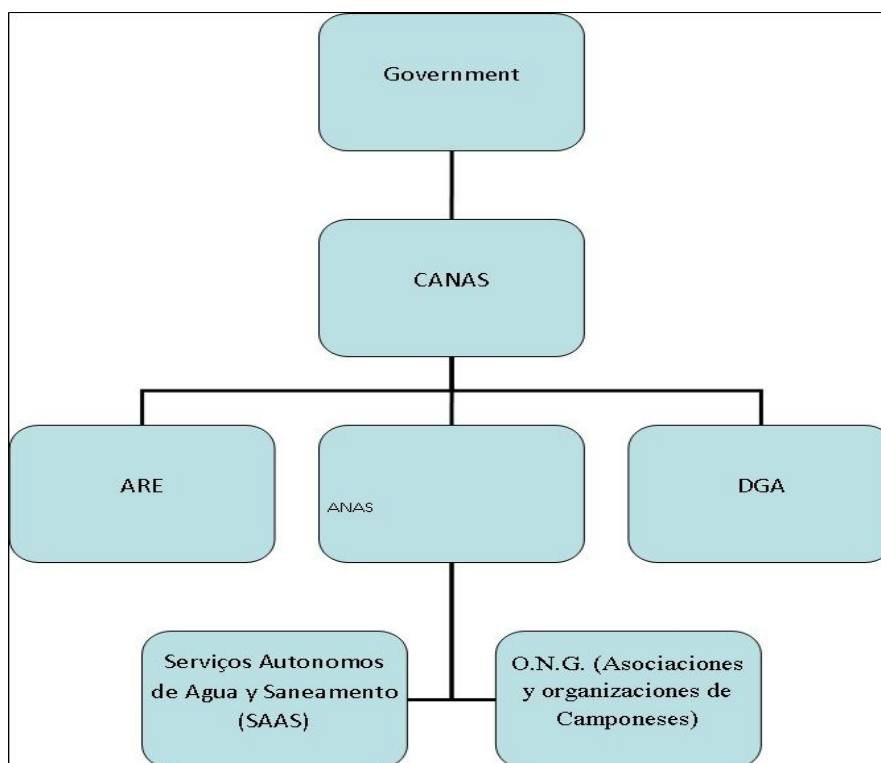 Government
CANAS
ARE
ANAS
DGA
Serviços Autonomos
de Agua y Saneamento
(SAAS)
O.N.G. (Asociaciones
y organizaciones de
Camponeses)